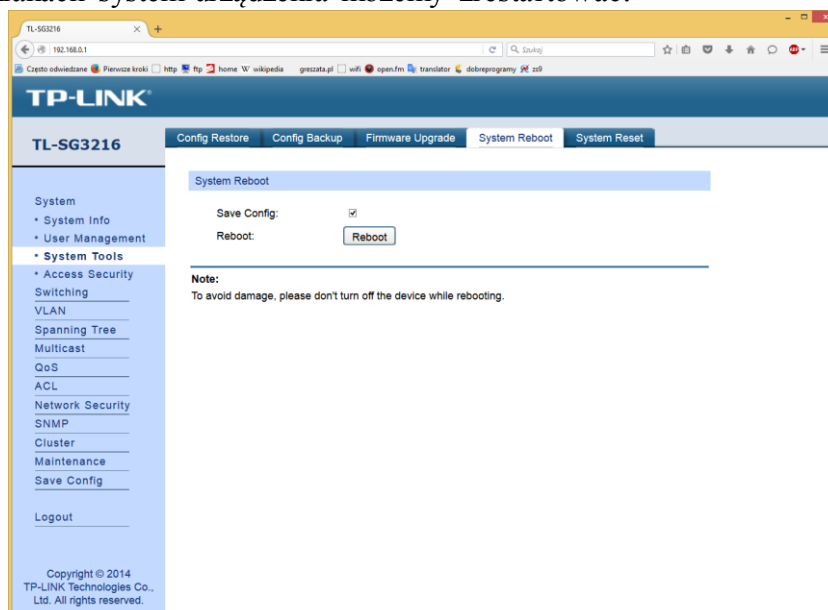 system urządzenia możemy zrestartować.
TL-SG3216
192.168.0.1
Szukaj
Często odwiedzane Pierwsze kroki http ftp home W wikipedia greszata.pl wifi open.fm translator dobreprogramy zs9
TP-LINK
TL-SG3216
Config Restore Config Backup Firmware Upgrade System Reboot System Reset
System Reboot
Save Config:
Reboot: Reboot
Note:
To avoid damage, please don't turn off the device while rebooting.
System
• System Info
• User Management
• System Tools
• Access Security
Switching
VLAN
Spanning Tree
Multicast
QoS
ACL
Network Security
SNMP
Cluster
Maintenance
Save Config
Logout
Copyright © 2014
TP-LINK Technologies Co.,
Ltd. All rights reserved.